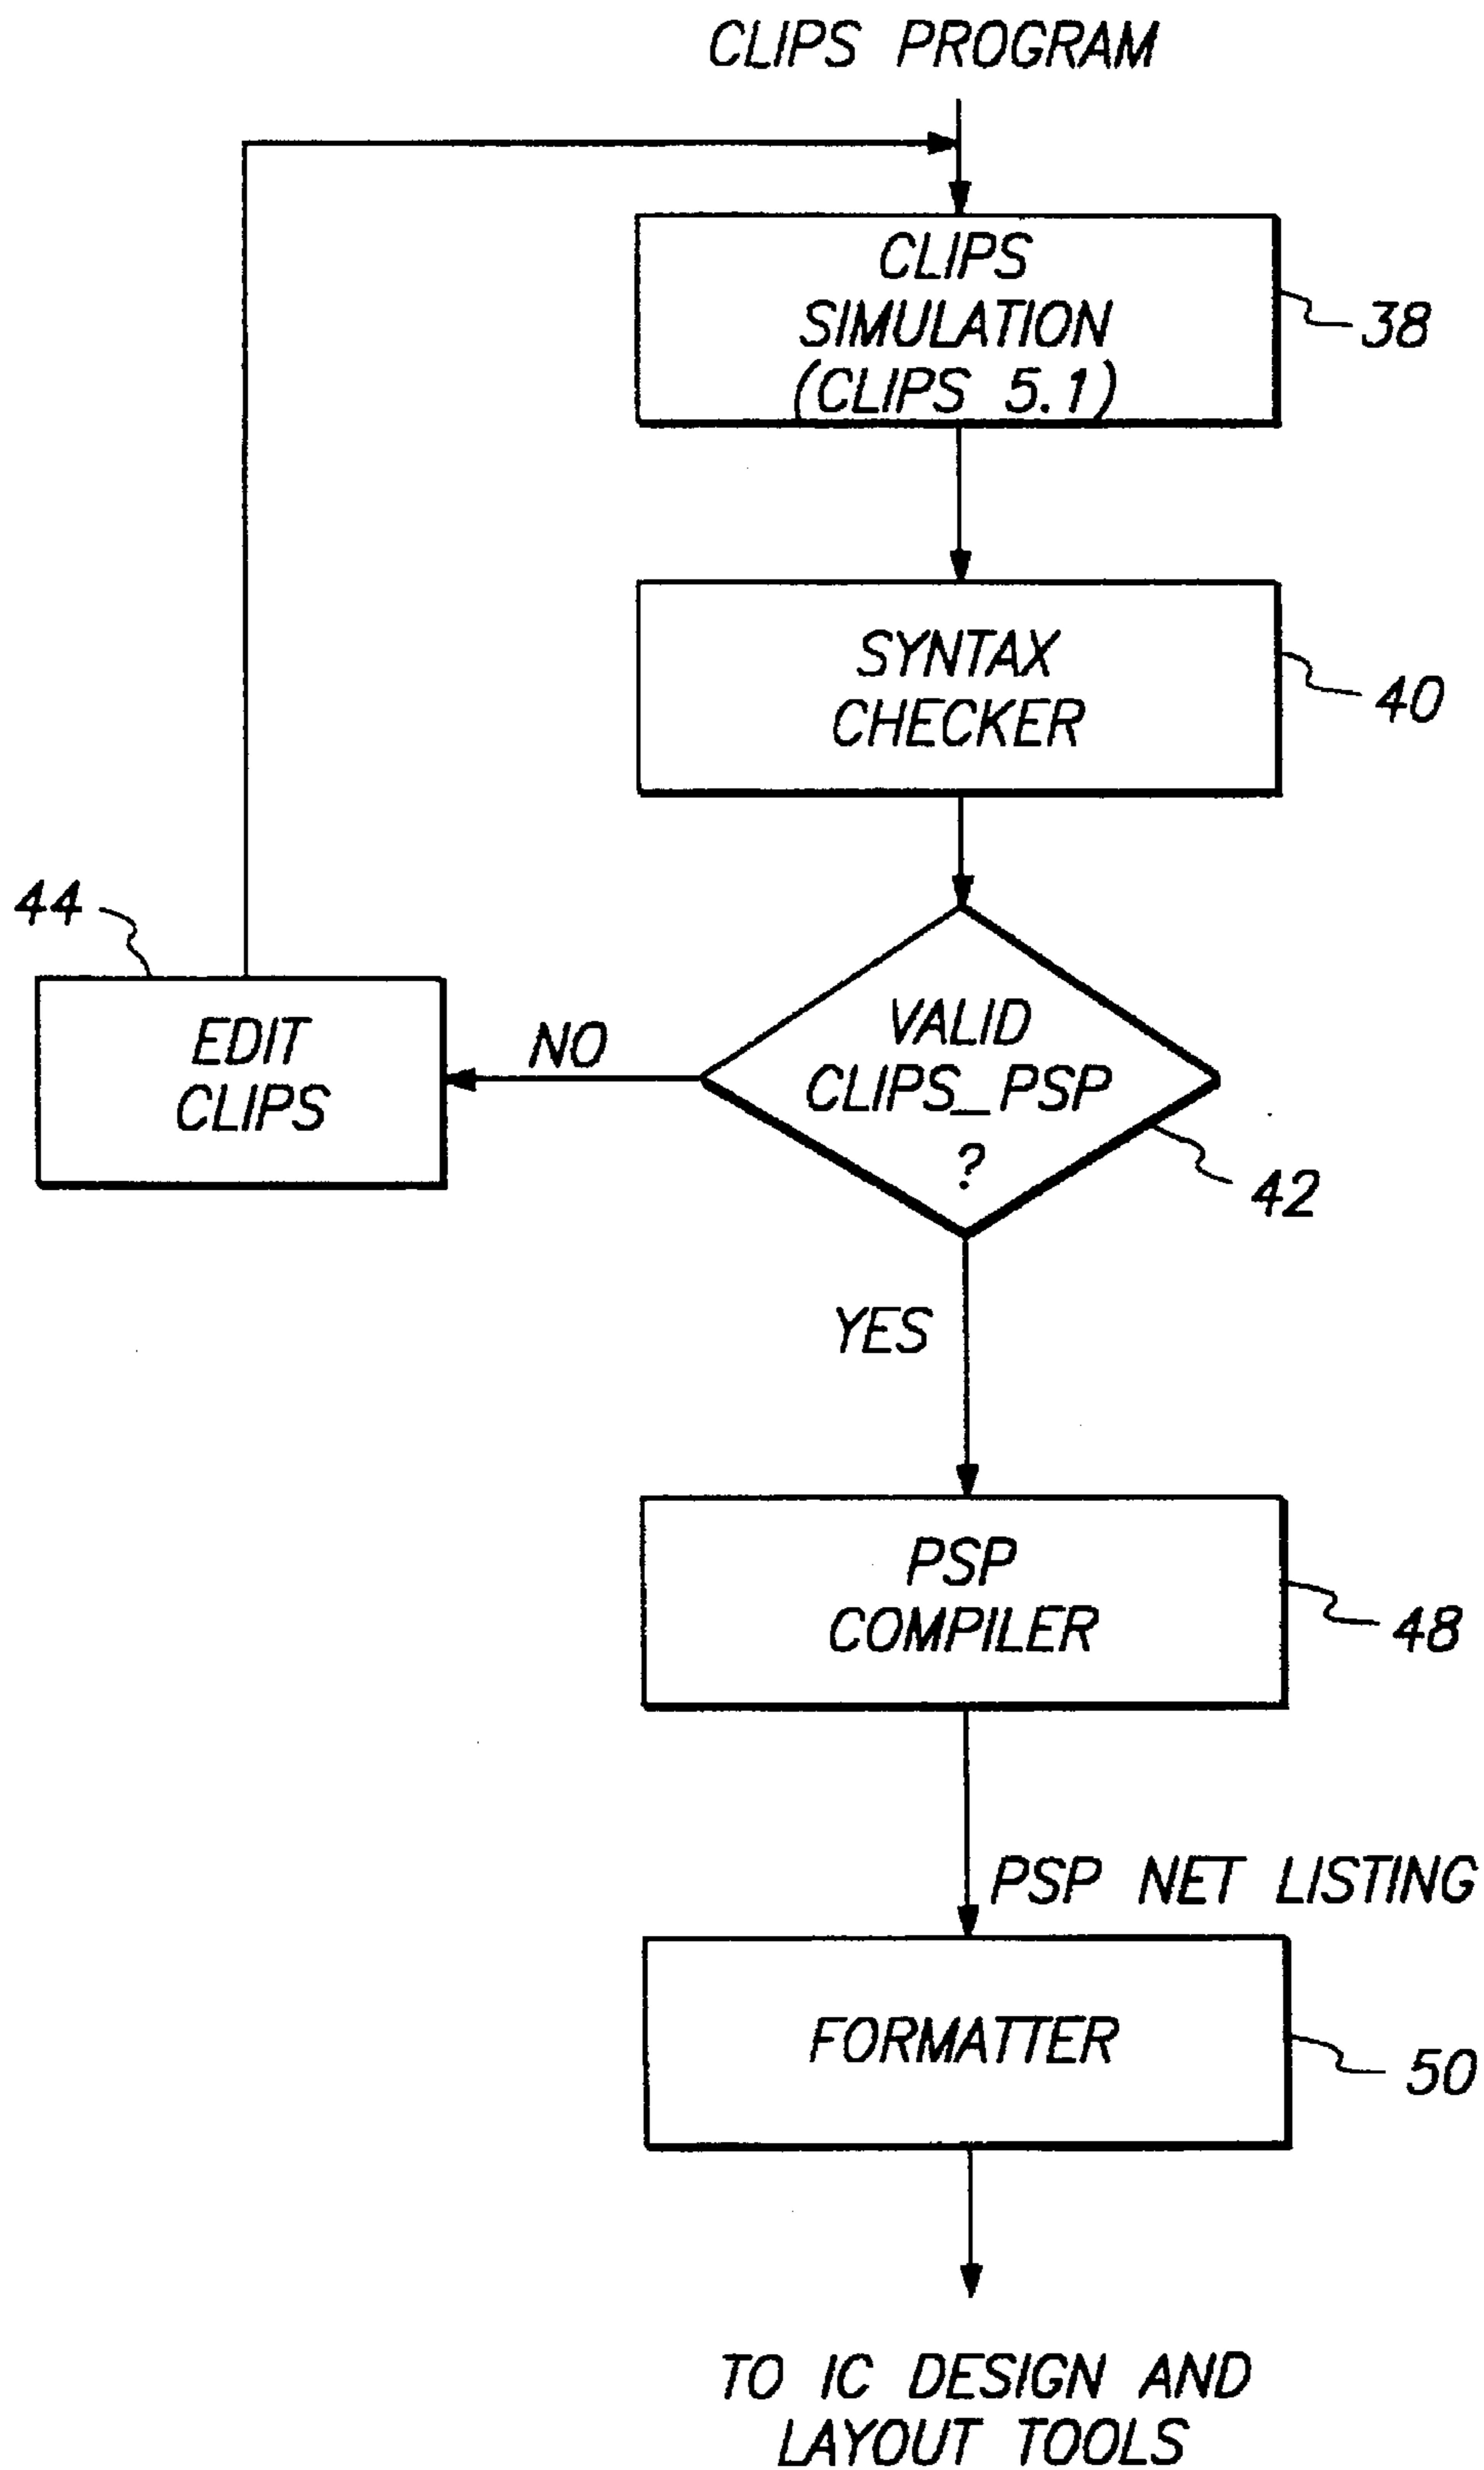 CLIPS PROGRAM
CLIPS
SIMULATION
(CLIPS 5.1)
38
SYNTAX
CHECKER
40
44
EDIT
CLIPS
NO
VALID
CLIPS_PSP
?
42
YES
PSP
COMPILER
48
PSP NET LISTING
FORMATTER
50
TO IC DESIGN AND
LAYOUT TOOLS